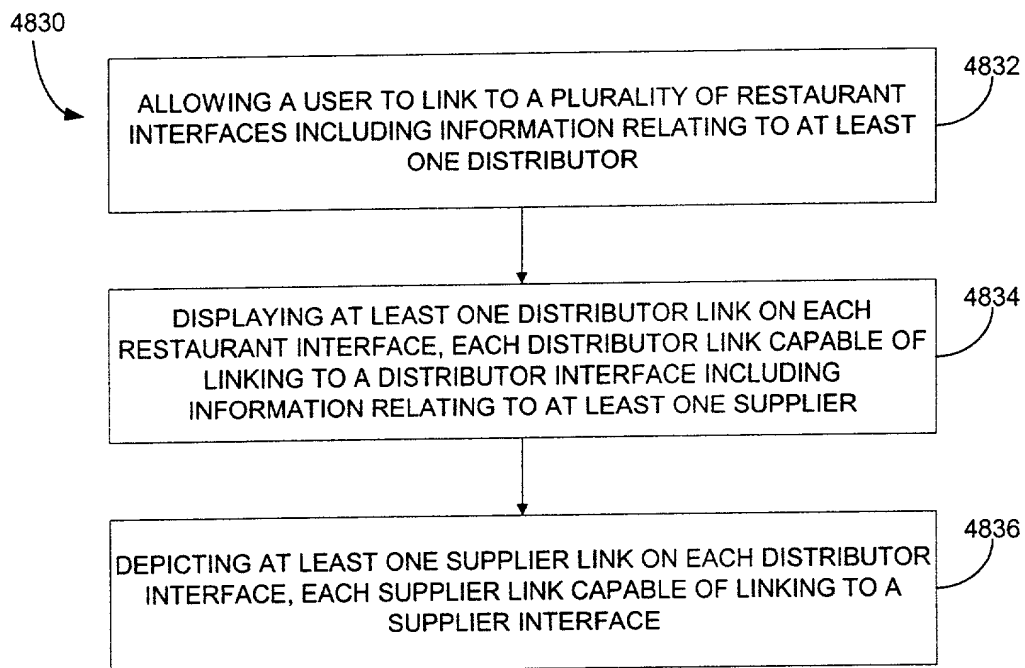 4830
4832
ALLOWING A USER TO LINK TO A PLURALITY OF RESTAURANT
INTERFACES INCLUDING INFORMATION RELATING TO AT LEAST
ONE DISTRIBUTOR
4834
DISPLAYING AT LEAST ONE DISTRIBUTOR LINK ON EACH
RESTAURANT INTERFACE, EACH DISTRIBUTOR LINK CAPABLE OF
LINKING TO A DISTRIBUTOR INTERFACE INCLUDING
INFORMATION RELATING TO AT LEAST ONE SUPPLIER
4836
DEPICTING AT LEAST ONE SUPPLIER LINK ON EACH DISTRIBUTOR
INTERFACE, EACH SUPPLIER LINK CAPABLE OF LINKING TO A
SUPPLIER INTERFACE